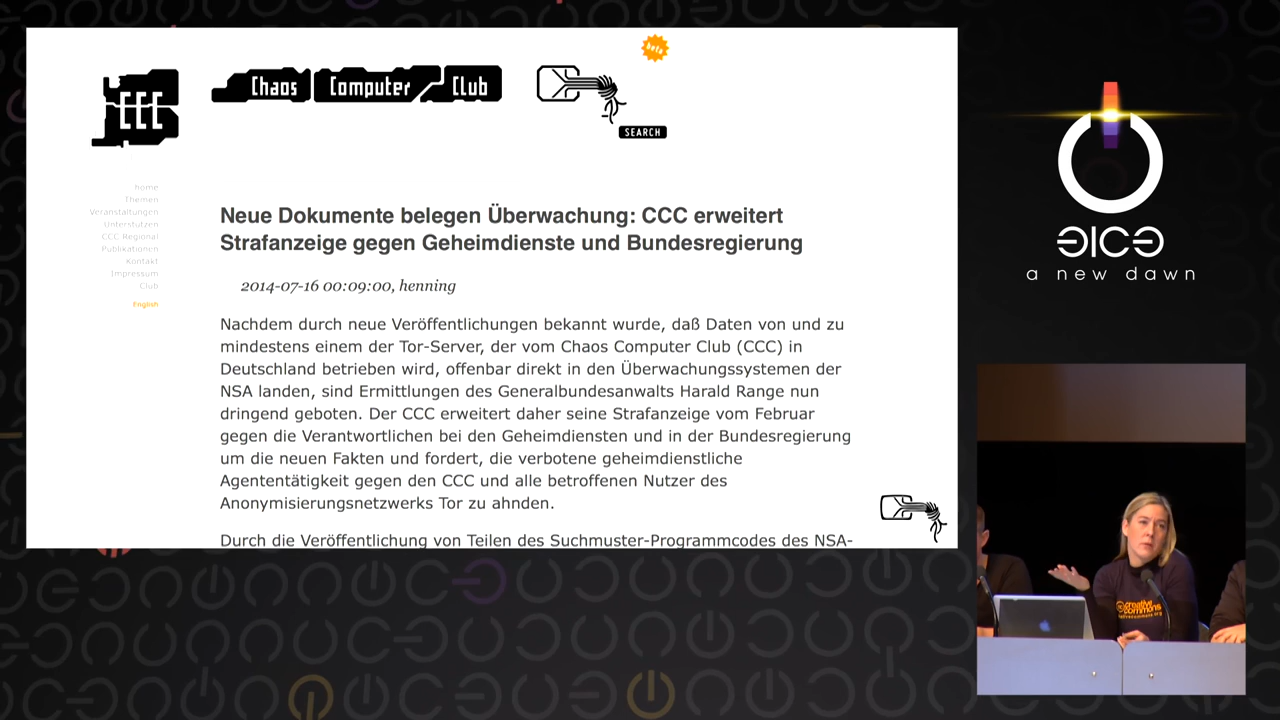 CCC
Chaos Computer Club
beta
SEARCH
home
Themen
Veranstaltungen
Unterstützen
CCC Regional
Publikationen
Kontakt
Impressum
Club
English
Neue Dokumente belegen Überwachung: CCC erweitert
Strafanzeige gegen Geheimdienste und Bundesregierung
2014-07-16 00:09:00, henning
Nachdem durch neue Veröffentlichungen bekannt wurde, daß Daten von und zu
mindestens einem der Tor-Server, der vom Chaos Computer Club (CCC) in
Deutschland betrieben wird, offenbar direkt in den Überwachungssystemen der
NSA landen, sind Ermittlungen des Generalbundesanwalts Harald Range nun
dringend geboten. Der CCC erweitert daher seine Strafanzeige vom Februar
gegen die Verantwortlichen bei den Geheimdiensten und in der Bundesregierung
um die neuen Fakten und fordert, die verbotene geheimdienstliche
Agententätigkeit gegen den CCC und alle betroffenen Nutzer des
Anonymisierungsnetzwerks Tor zu ahnden.
Durch die Veröffentlichung von Teilen des Suchmuster-Programmcodes des NSA-
a new dawn
creative
commons